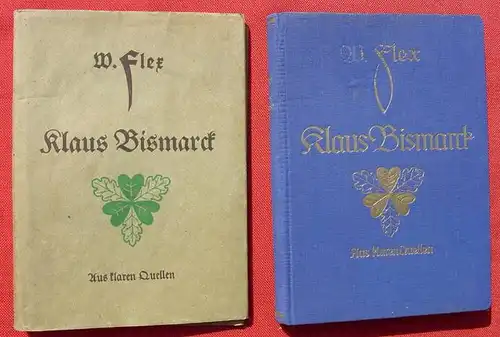 W. Flex
Klaus Bismarck
Aus klaren Quellen
W. Flex
Klaus Bismarck
Aus klaren Quellen